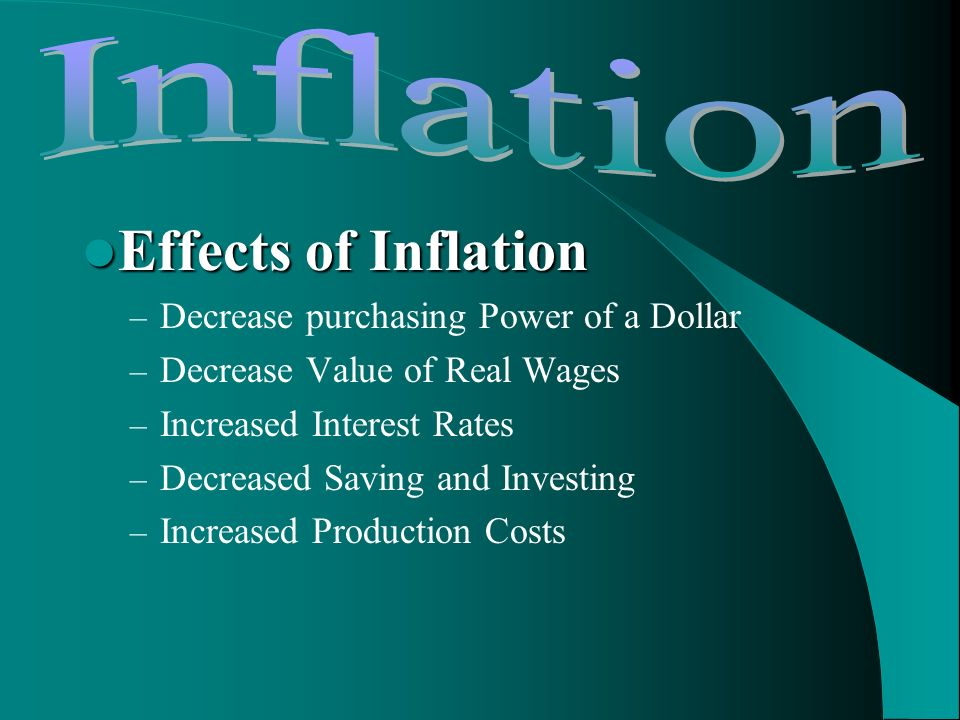 Inflation
Effects of Inflation
– Decrease purchasing Power of a Dollar
– Decrease Value of Real Wages
– Increased Interest Rates
– Decreased Saving and Investing
– Increased Production Costs